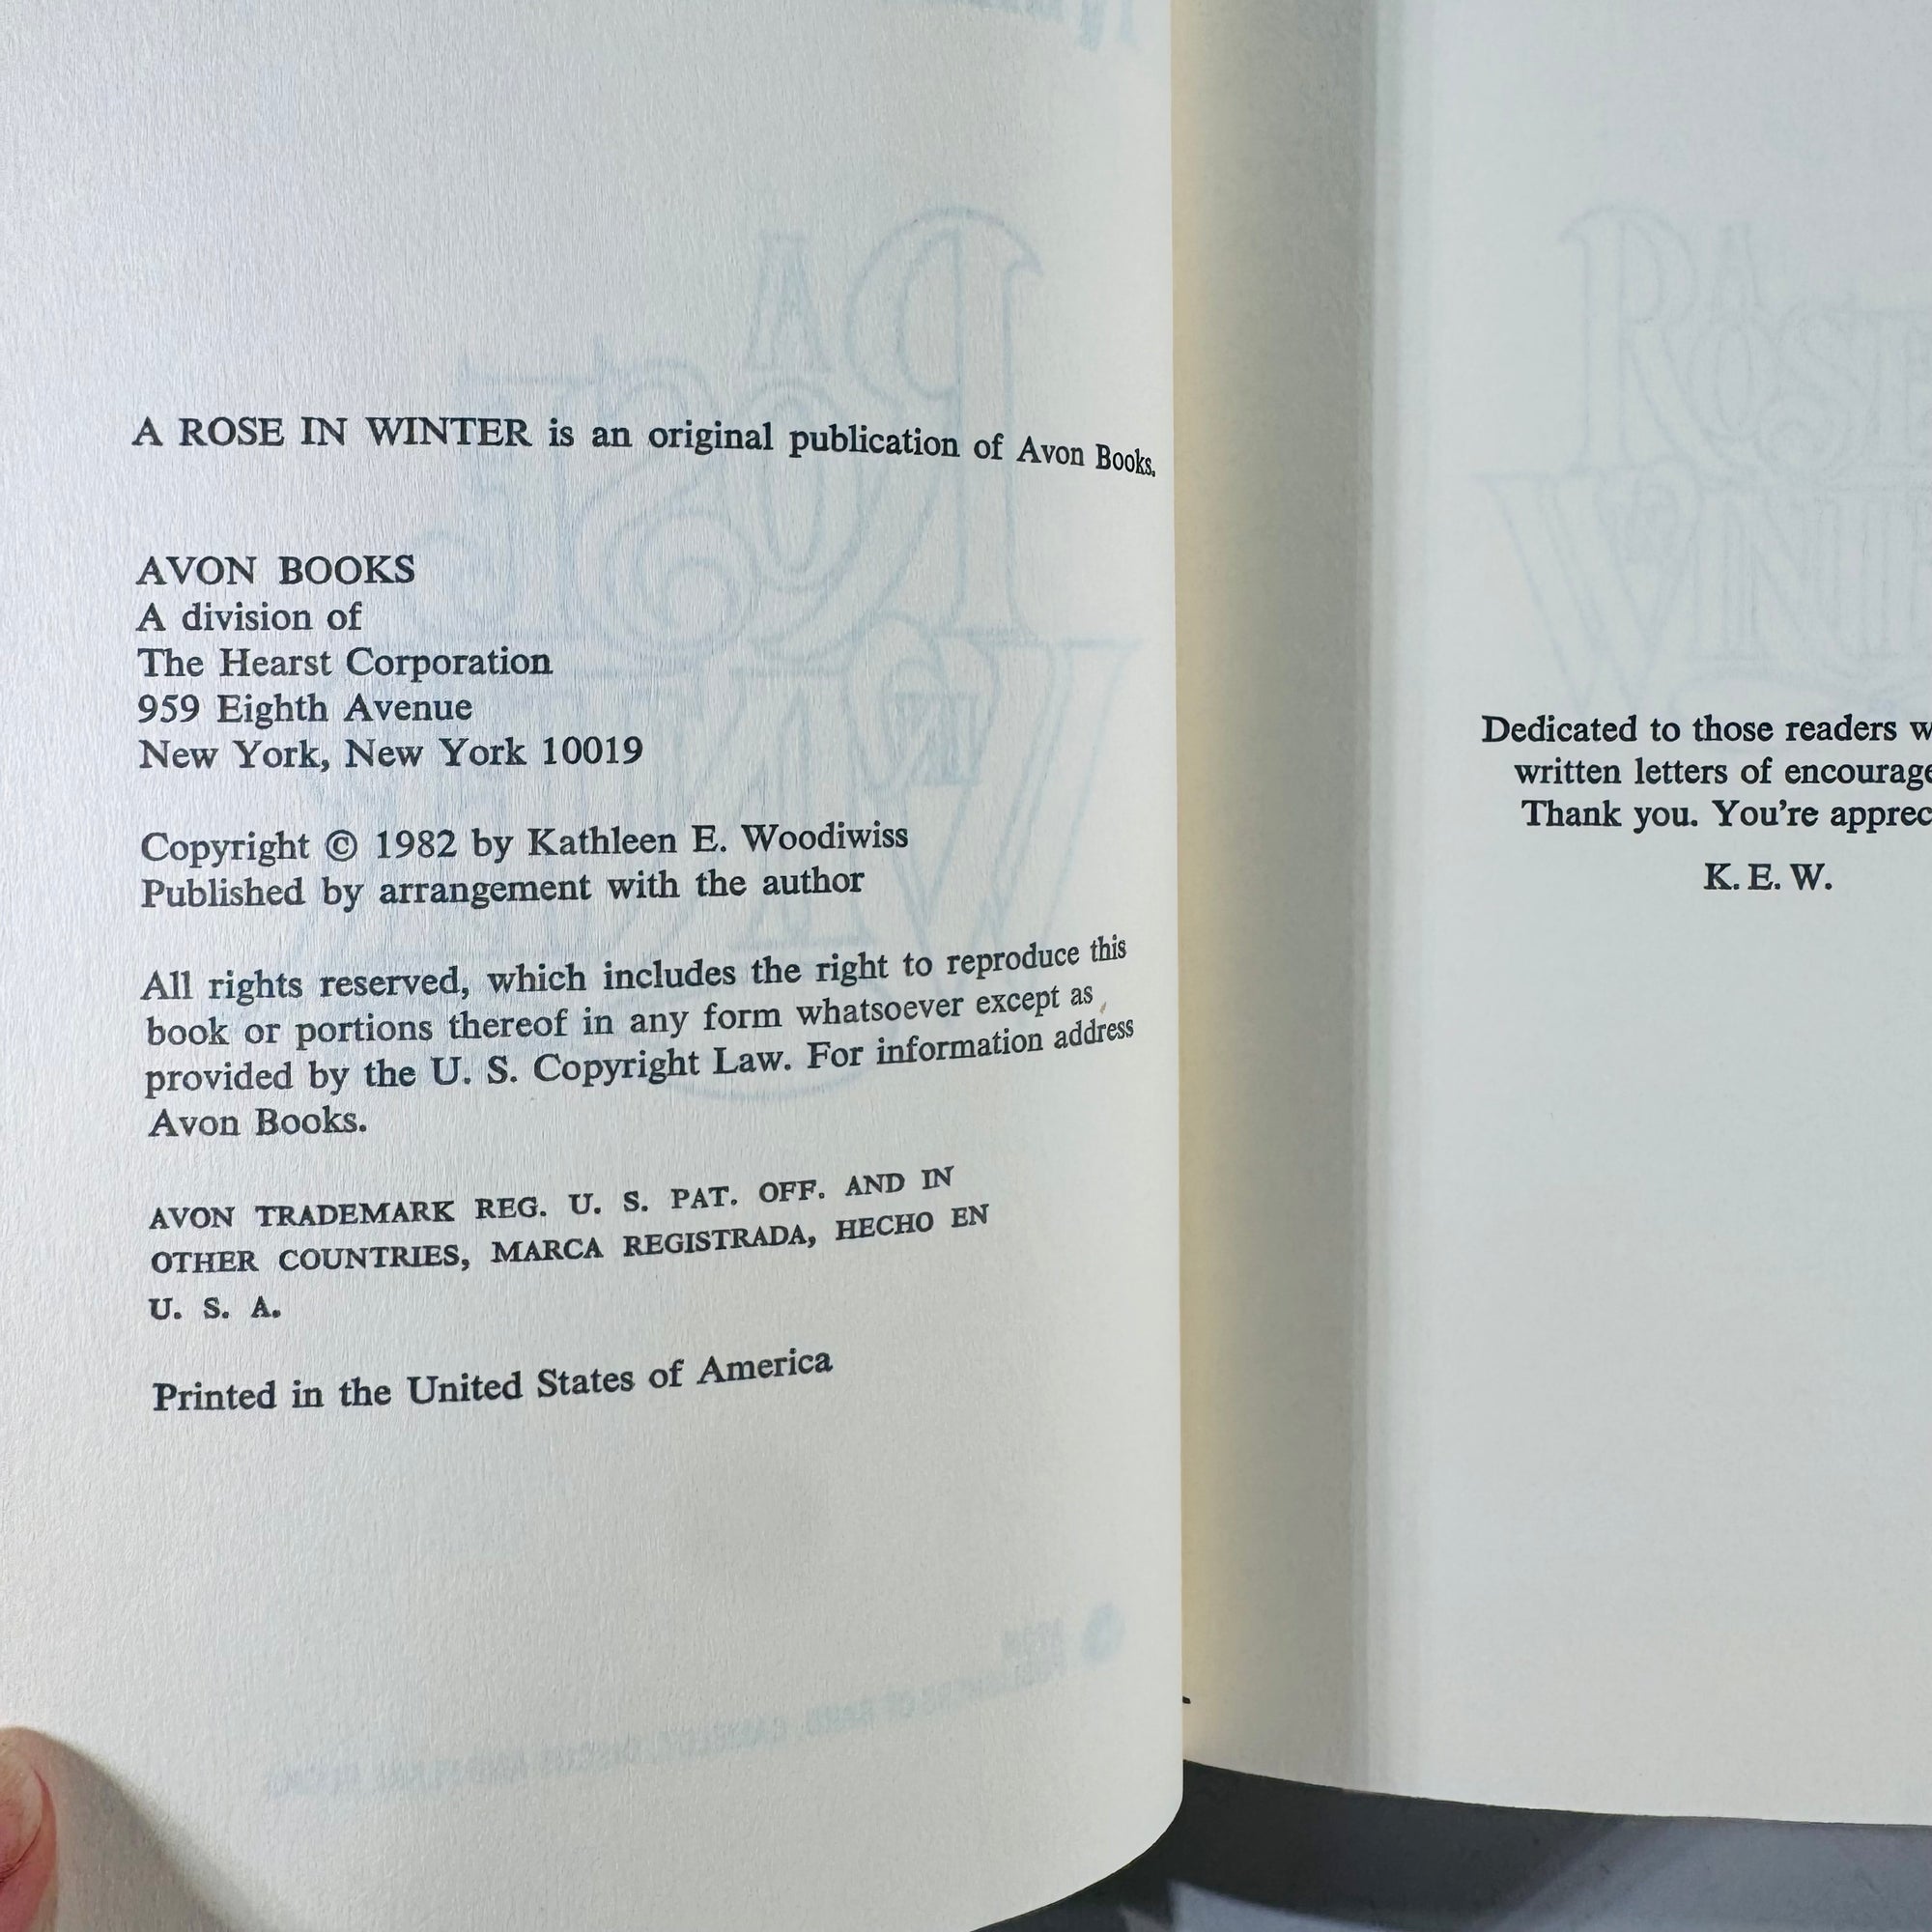 A ROSE IN WINTER is an original publication of Avon Books.
AVON BOOKS
A division of
The Hearst Corporation
959 Eighth Avenue
New York, New York 10019
Copyright © 1982 by Kathleen E. Woodiwiss
Published by arrangement with the author
All rights reserved, which includes the right to reproduce this
book or portions thereof in any form whatsoever except as
provided by the U. S. Copyright Law. For information address
Avon Books.
AVON TRADEMARK REG. U. S. PAT. OFF. AND IN
OTHER COUNTRIES, MARCA REGISTRADA, HECHO EN
U. S. A.
Printed in the United States of America
Dedicated to those readers
written letters of
Thank you. You're
K. E. W.